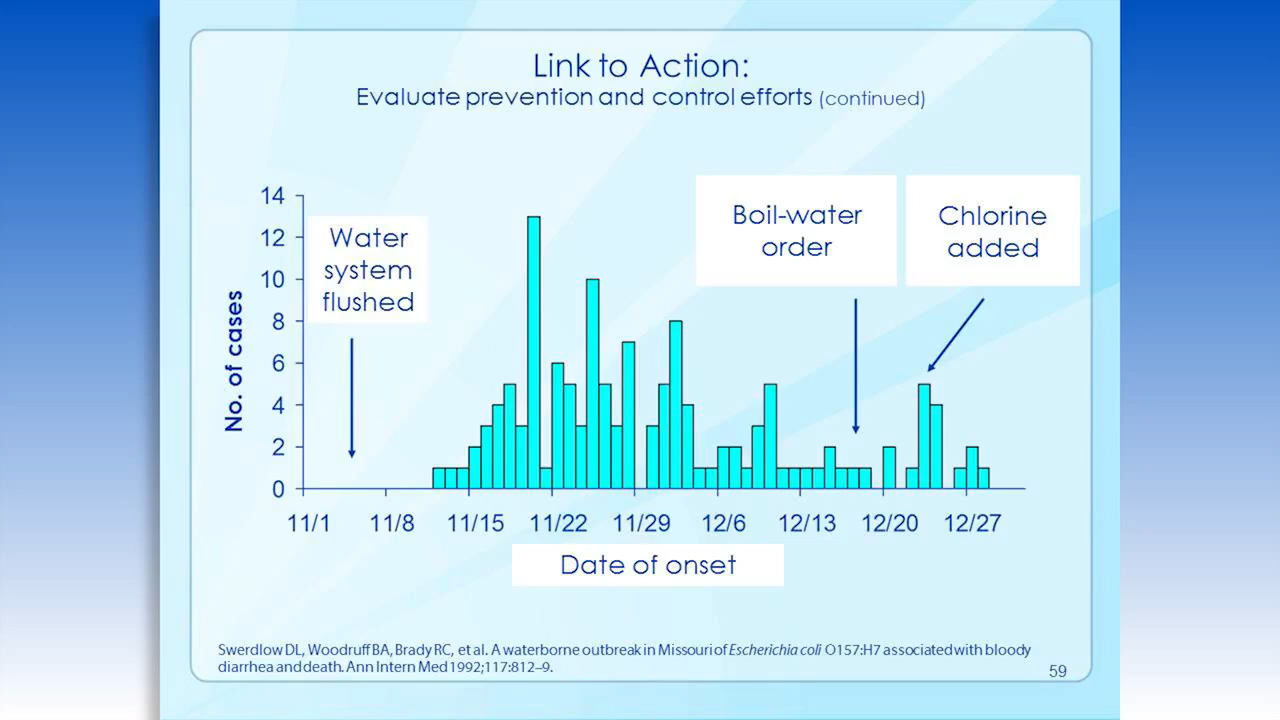 Link to Action:
Evaluate prevention and control efforts (continued)
14
12
10
8
6
4
2
0
No. of cases
Water
system
flushed
Boil-water
order
Chlorine
added
11/1 11/8 11/15 11/22 11/29 12/6 12/13 12/20 12/27
Date of onset
Swerdlow DL, Woodruff BA, Brady RC, et al. A waterborne outbreak in Missouri of Escherichia coli O157:H7 associated with bloody
diarrhea and death. Ann Intern Med 1992;117:812–9.
59